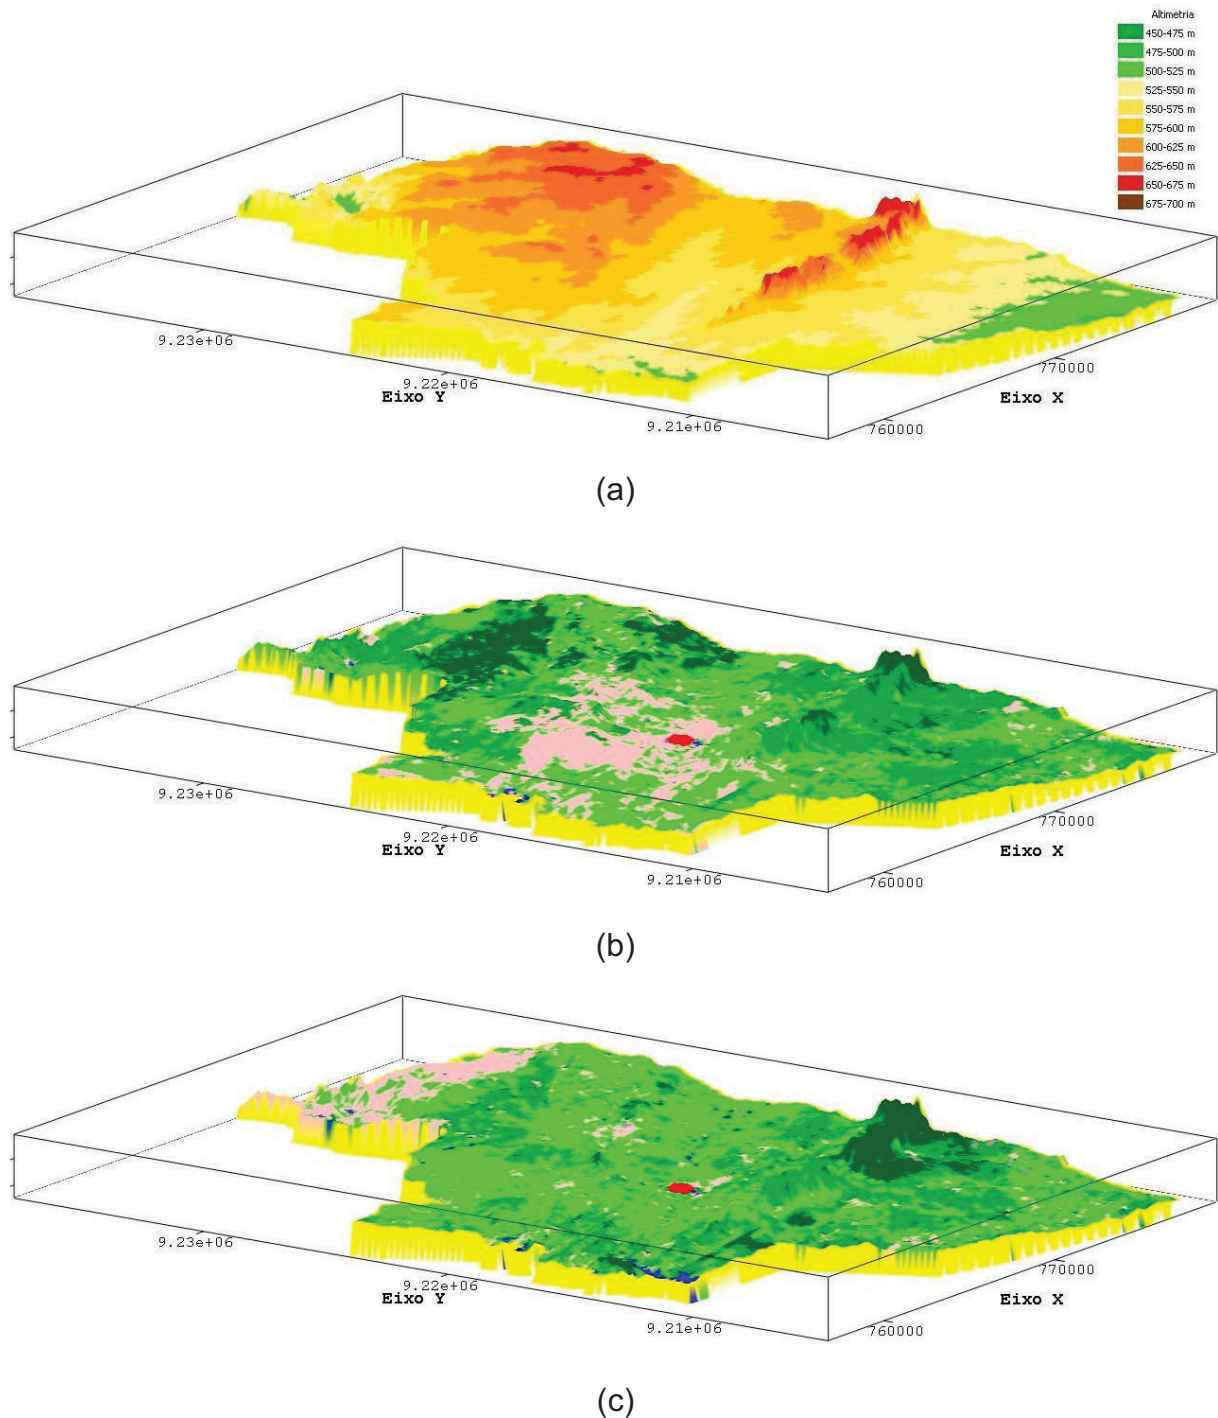 Altimetria
450-475 m
475-500 m
500-525 m
525-550 m
550-575 m
575-600 m
600-625 m
625-650 m
650-675 m
675-700 m
9.23e+06
9.22e+06
9.21e+06
Eixo Y
770000
760000
Eixo X
(a)
9.23e+06
9.22e+06
9.21e+06
Eixo Y
770000
760000
Eixo X
(b)
9.23e+06
9.22e+06
9.21e+06
Eixo Y
770000
760000
Eixo X
(c)